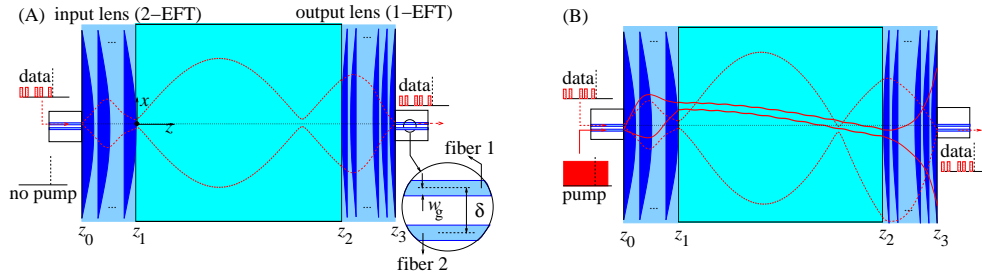 (A) input lens (2−EFT) output lens (1−EFT)
... ...
data data
x
z
fiber 1
no pump
w_g δ
... ...
z_0 z_1 z_2 z_3
fiber 2
(B)
... ...
data
data
pump
... ...
z_0 z_1 z_2 z_3